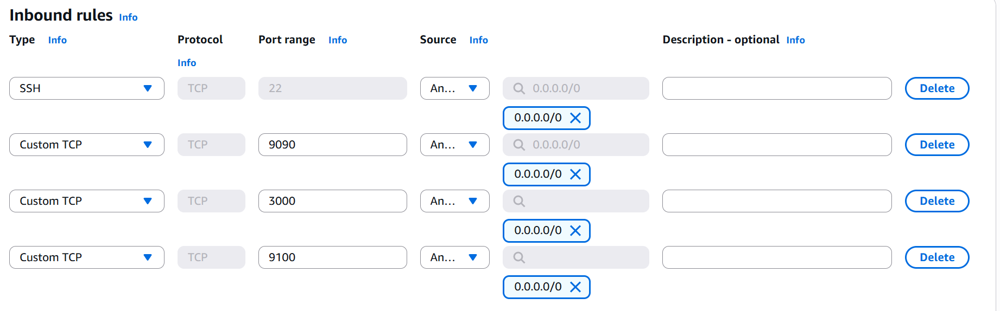 Inbound rules Info
Type Info Protocol Info Port range Info Source Info Description - optional Info
SSH TCP 22 An... 0.0.0.0/0 Delete
0.0.0.0/0
Custom TCP TCP 9090 An... 0.0.0.0/0 Delete
0.0.0.0/0
Custom TCP TCP 3000 An... Delete
0.0.0.0/0
Custom TCP TCP 9100 An... Delete
0.0.0.0/0